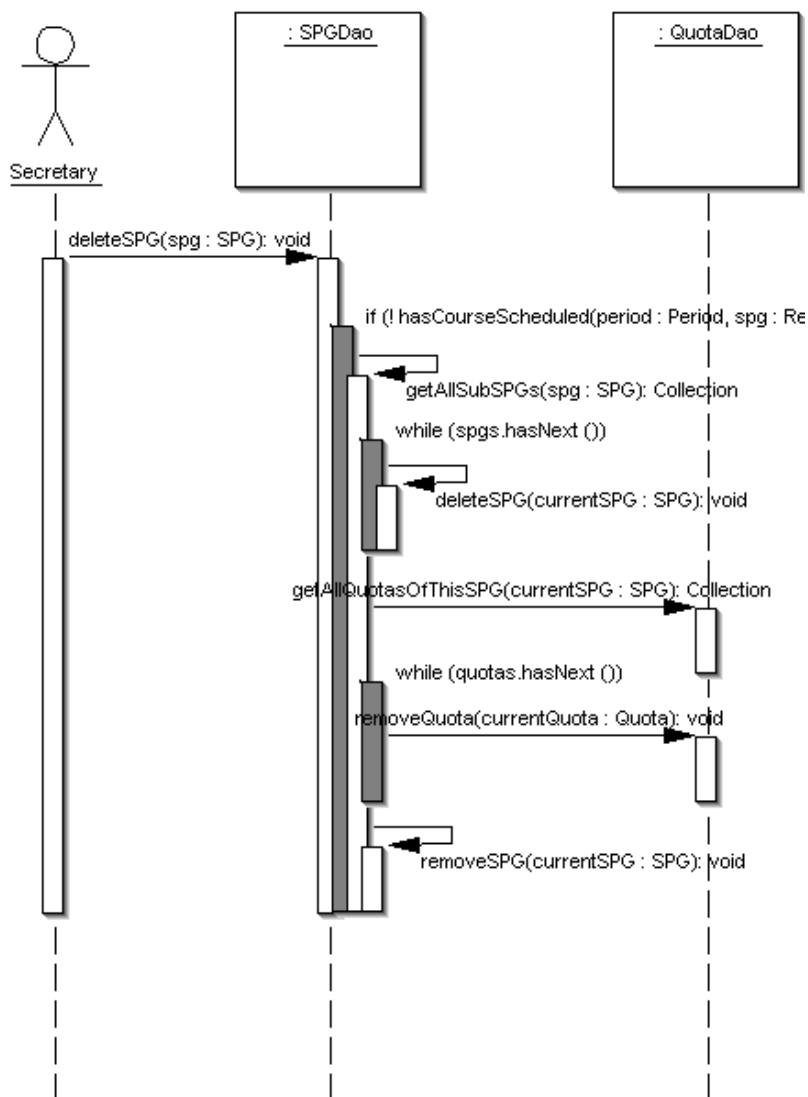 : SPGDao
: QuotaDao
Secretary
deleteSPG(spg : SPG): void
if (! hasCourseScheduled(period : Period, spg : Re
getAllSubSPGs(spg : SPG): Collection
while (spgs.hasNext ())
deleteSPG(currentSPG : SPG): void
getAllQuotasOfThisSPG(currentSPG : SPG): Collection
while (quotas.hasNext ())
removeQuota(currentQuota : Quota): void
removeSPG(currentSPG : SPG): void